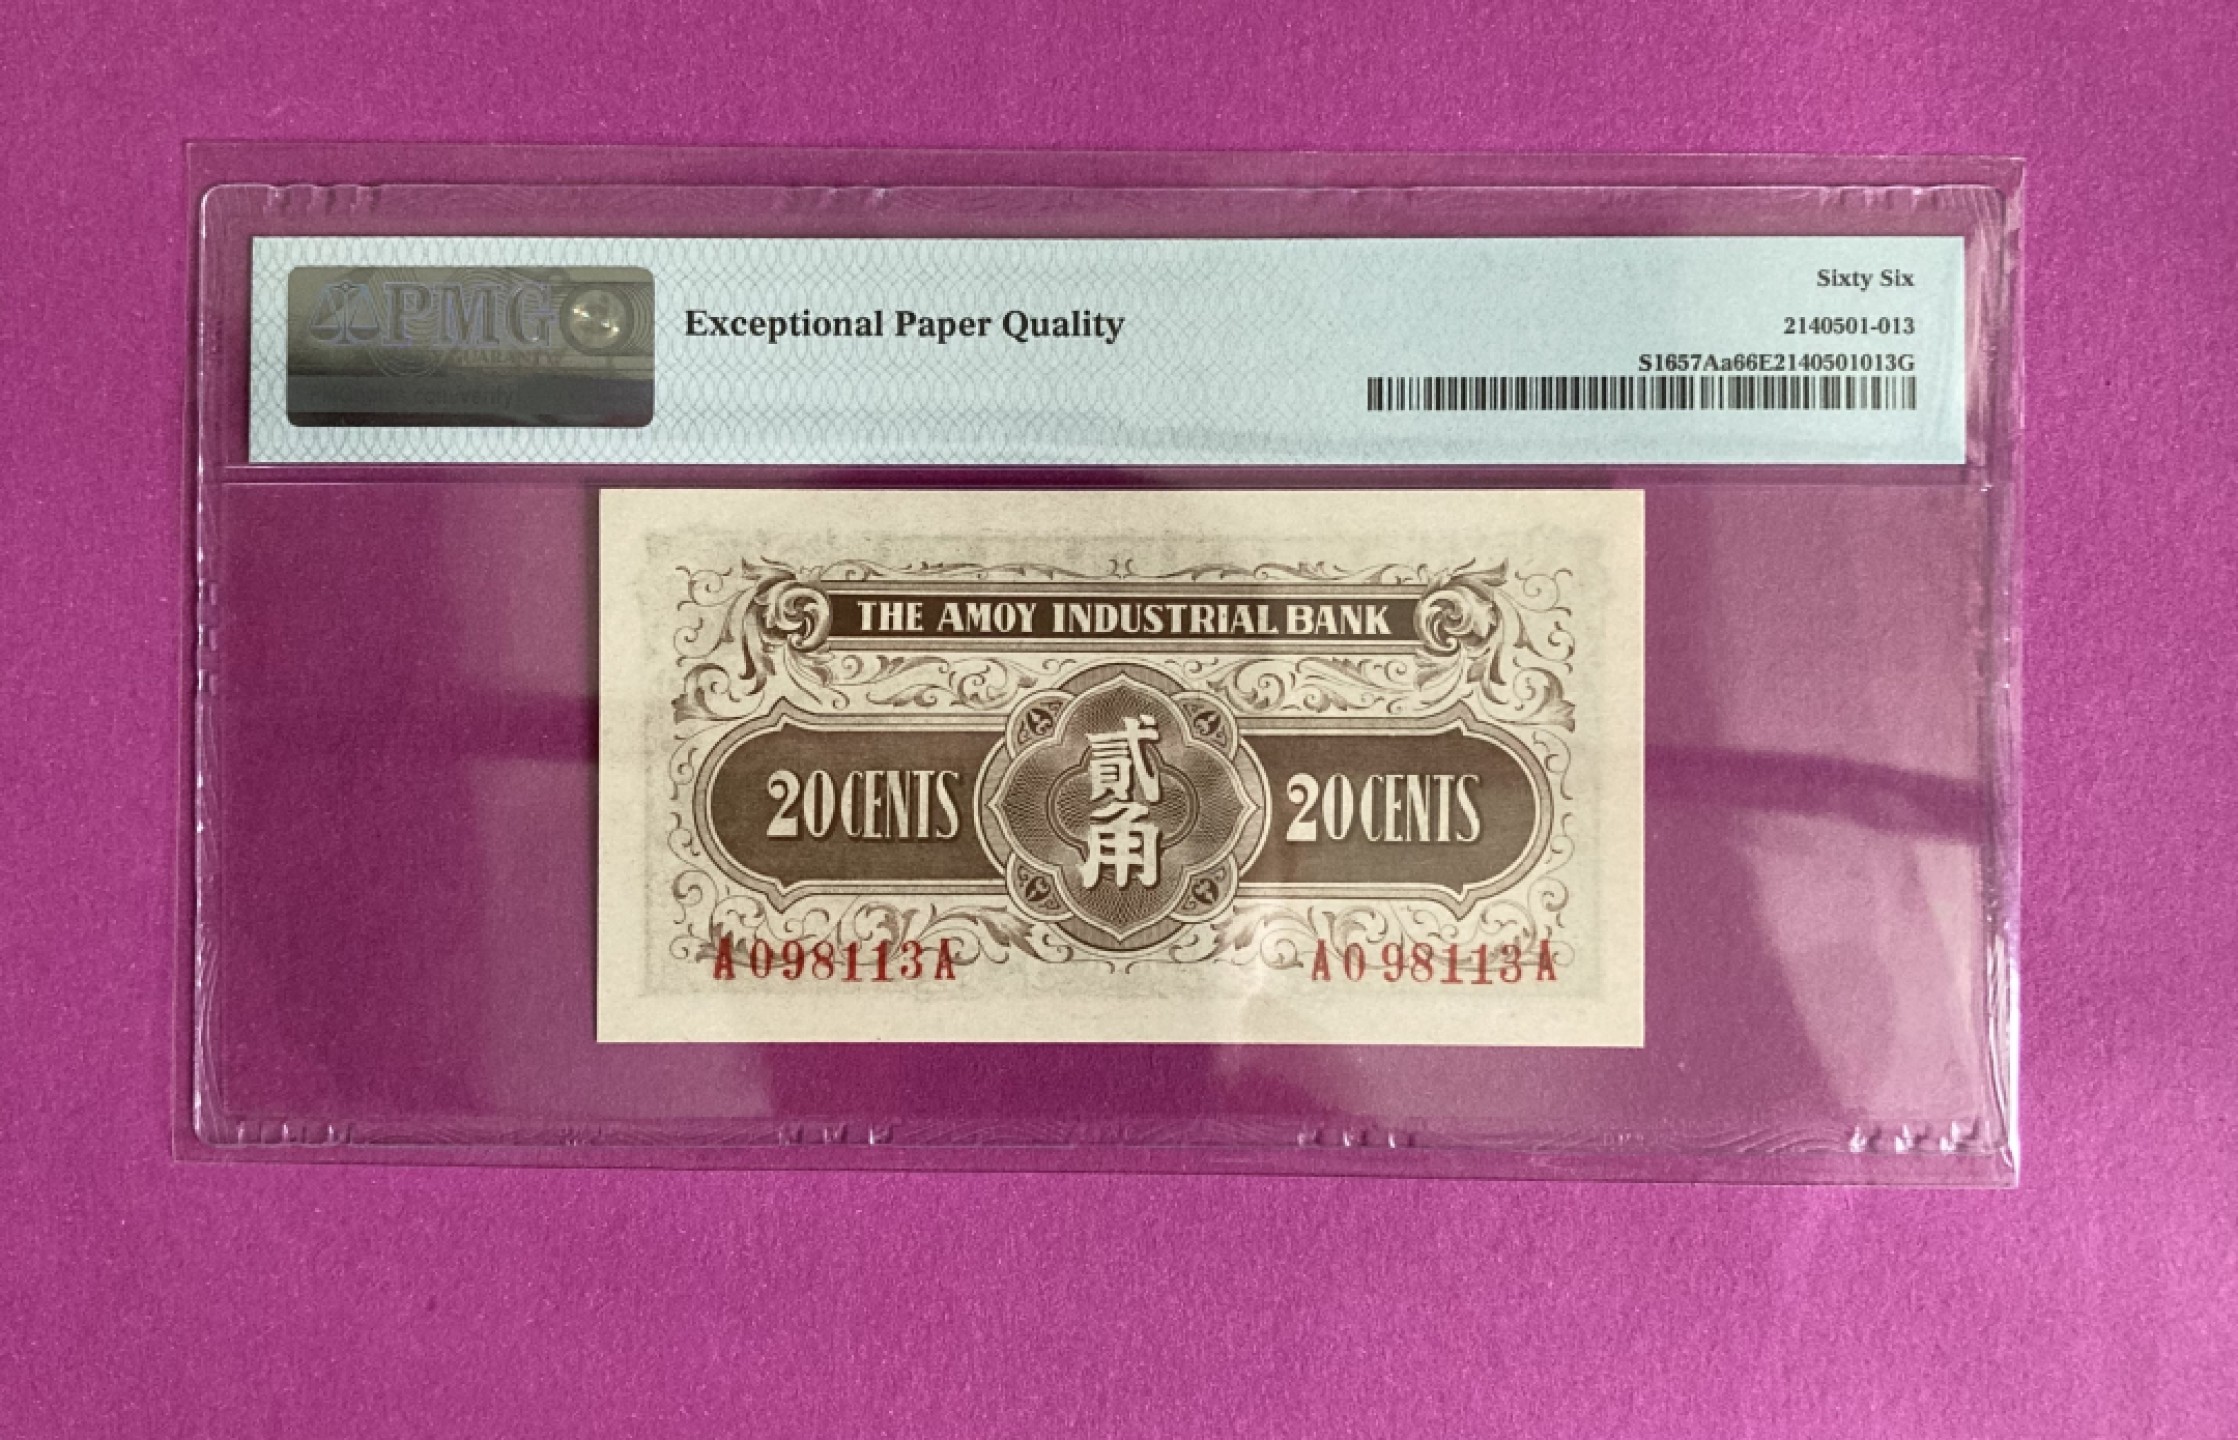 PMG
GUARANTY
Exceptional Paper Quality
Sixty Six
2140501-013
S1657Aa66E2140501013G
THE AMOY INDUSTRIAL BANK
20 CENTS
貳角
20 CENTS
A098113A
A098113A